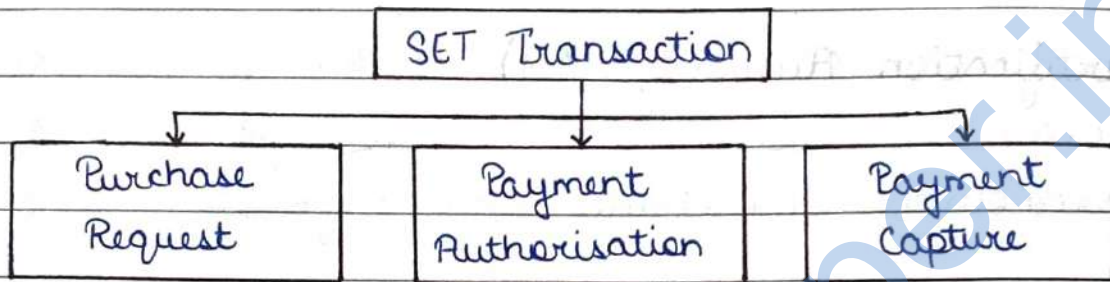 SET Transaction
Purchase
Request
Payment
Authorisation
Payment
Capture